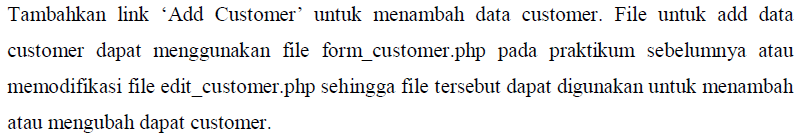 Tambahkan link ‘Add Customer’ untuk menambah data customer. File untuk add data
customer dapat menggunakan file form_customer.php pada praktikum sebelumnya atau
memodifikasi file edit_customer.php sehingga file tersebut dapat digunakan untuk menambah
atau mengubah dapat customer.